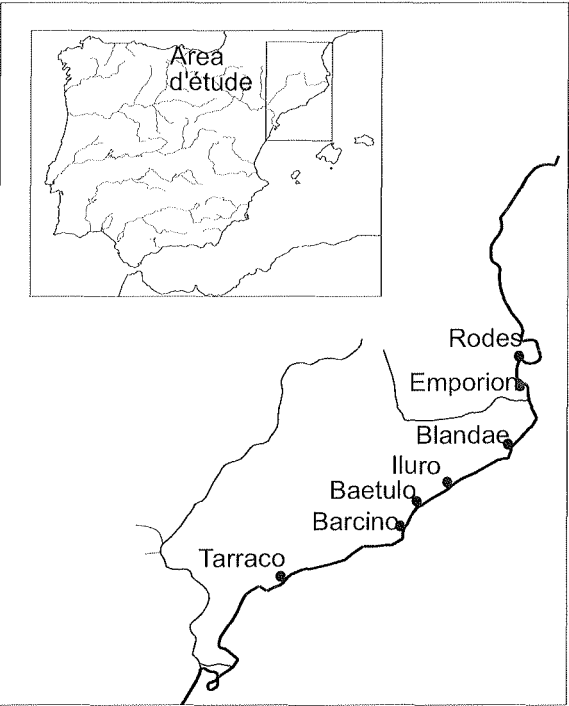 Area
d'étude
Rodes
Emporion
Blandae
Iluro
Baetulo
Barcino
Tarraco